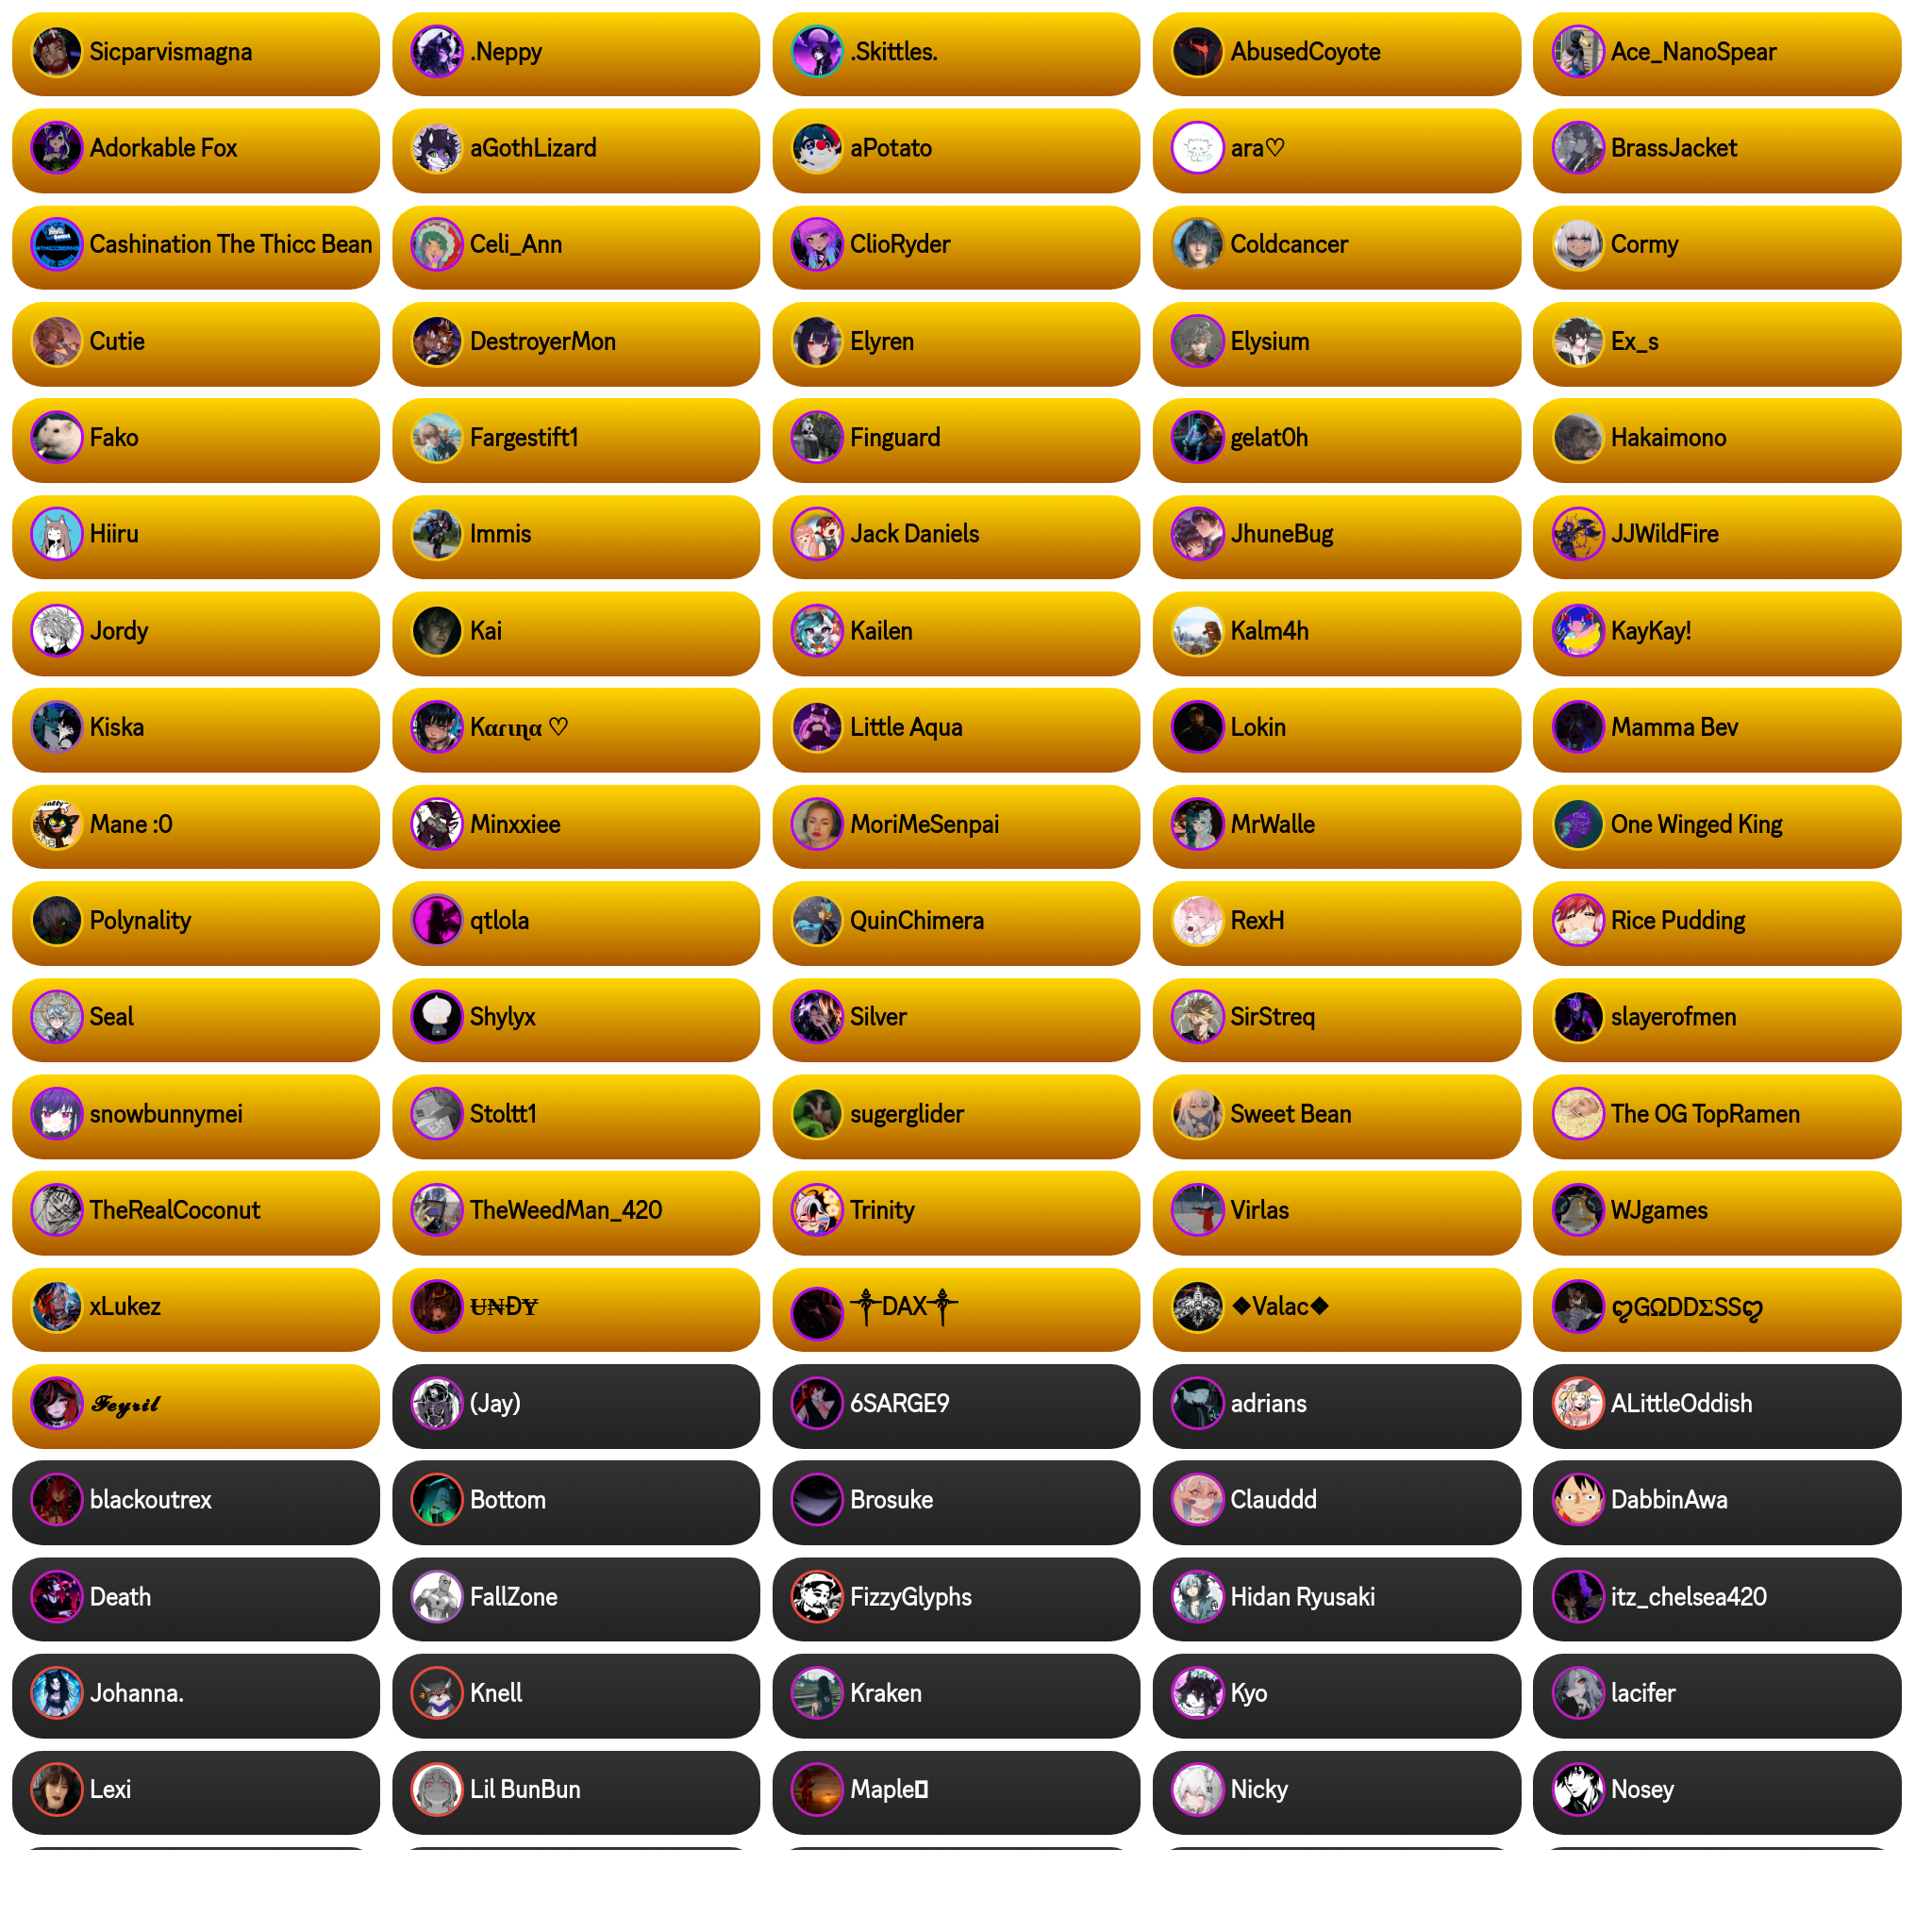 Sicparvismagna
.Neppy
.Skittles.
AbusedCoyote
Ace_NanoSpear
Adorkable Fox
aGothLizard
aPotato
ara♡
BrassJacket
Cashination The Thicc Bean
Celi_Ann
ClioRyder
Coldcancer
Cormy
Cutie
DestroyerMon
Elyren
Elysium
Ex_s
Fako
Fargestift1
Finguard
gelat0h
Hakaimono
Hiiru
Immis
Jack Daniels
JhuneBug
JJWildFire
Jordy
Kai
Kailen
Kalm4h
KayKay!
Kiska
Kαɾιɳα ♡
Little Aqua
Lokin
Mamma Bev
Mane :0
Minxxiee
MoriMeSenpai
MrWalle
One Winged King
Polynality
qtlola
QuinChimera
RexH
Rice Pudding
Seal
Shylyx
Silver
SirStreq
slayerofmen
snowbunnymei
Stoltt1
sugerglider
Sweet Bean
The OG TopRamen
TheRealCoconut
TheWeedMan_420
Trinity
Virlas
WJgames
xLukez
Ʉ₦ĐɎ
༒DAX༒
❖Valac❖
ღGΩDDΣSSღ
𝓕𝓮𝔂𝓻𝓲𝓵
(Jay)
6SARGE9
adrians
ALittleOddish
blackoutrex
Bottom
Brosuke
Clauddd
DabbinAwa
Death
FallZone
FizzyGlyphs
Hidan Ryusaki
itz_chelsea420
Johanna.
Knell
Kraken
Kyo
lacifer
Lexi
Lil BunBun
Maple
Nicky
Nosey